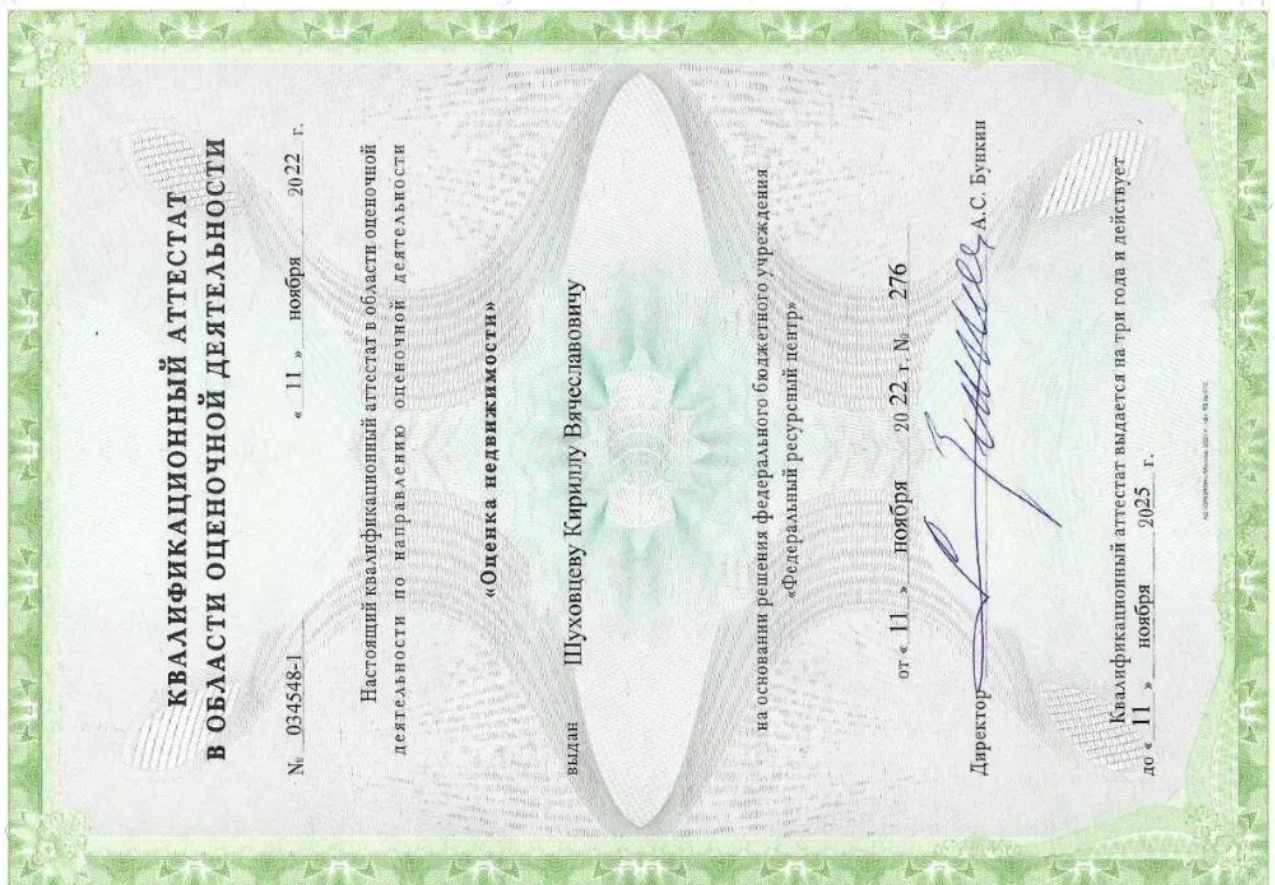 КВАЛИФИКАЦИОННЫЙ АТТЕСТАТ
В ОБЛАСТИ ОЦЕНОЧНОЙ ДЕЯТЕЛЬНОСТИ
№ 034548-1 « 11 » ноября 2022 г.
Настоящий квалификационный аттестат в области оценочной
деятельности по направлению оценочной деятельности
«Оценка недвижимости»
выдан Шуховцеву Кириллу Вячеславовичу
на основании решения федерального бюджетного учреждения
«Федеральный ресурсный центр»
от « 11 » ноября 20 22 г. № 276
Директор А.С. Бункин
Квалификационный аттестат выдается на три года и действует
до « 11 » ноября 2025 г.